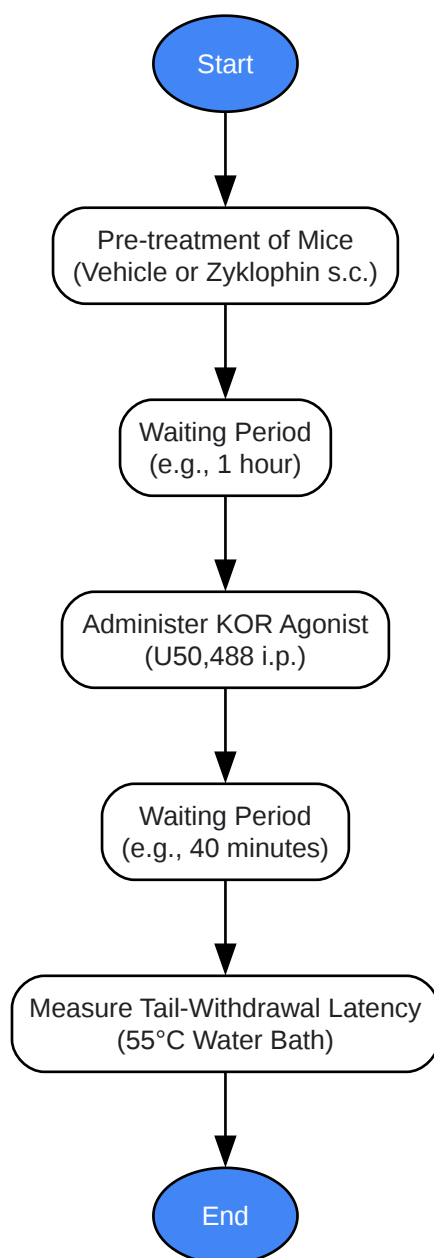 Start
Pre-treatment of Mice
(Vehicle or Zyklophin s.c.)
Waiting Period
(e.g., 1 hour)
Administer KOR Agonist
(U50,488 i.p.)
Waiting Period
(e.g., 40 minutes)
Measure Tail-Withdrawal Latency
(55°C Water Bath)
End